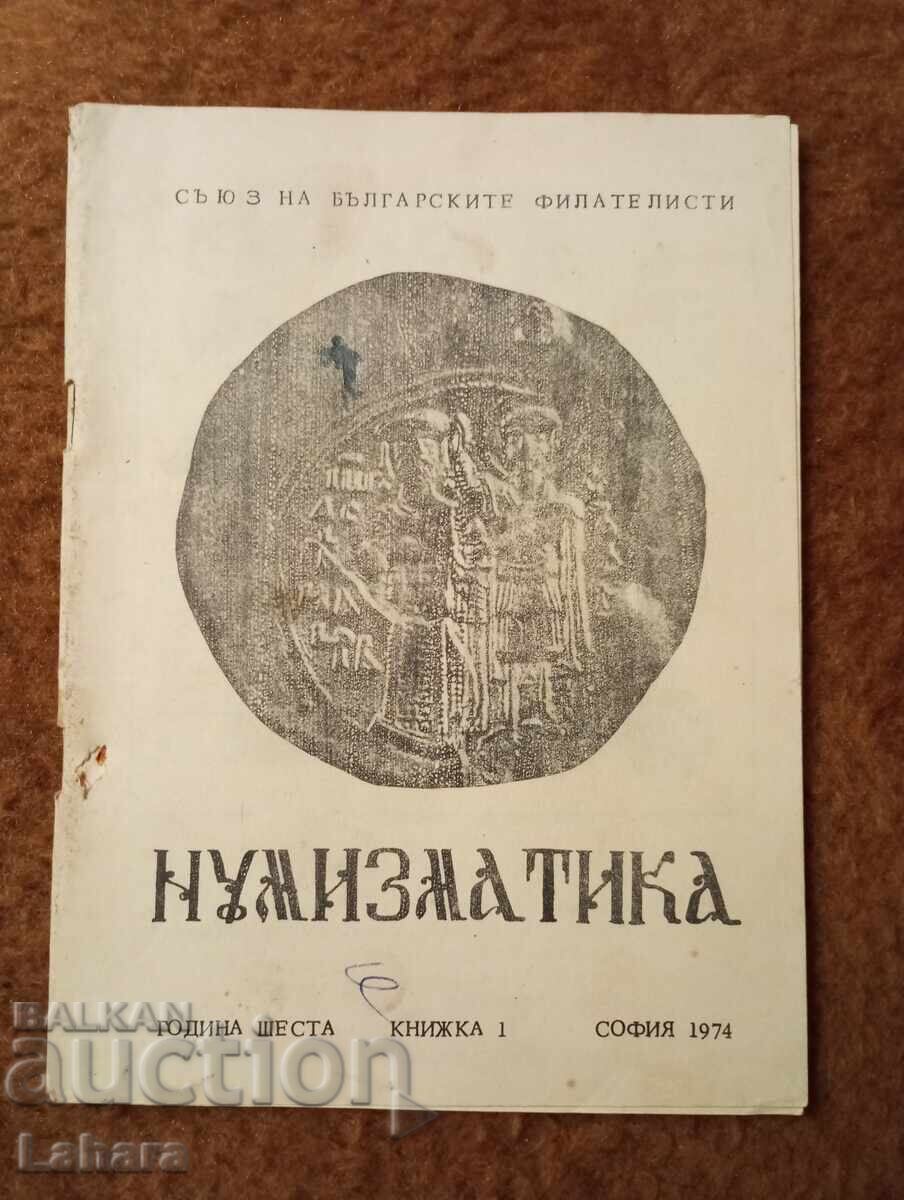 СЪЮЗ НА БЪЛГАРСКИТЕ ФИЛАТЕЛИСТИ
НУМИЗМАТИКА
ГОДИНА ШЕСТА КНИЖКА 1 СОФИЯ 1974
BALKAN
auction
Lahara